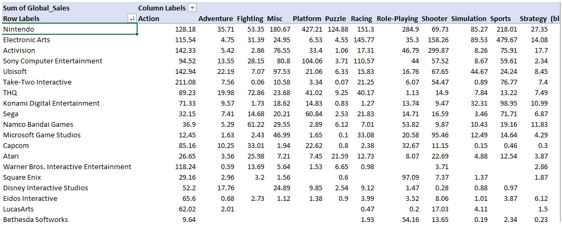 Sum of Global_Sales Column Labels
Row Labels Action Adventure Fighting Misc Platform Puzzle Racing Role-Playing Shooter Simulation Sports Strategy (bl
Nintendo 128.18 35.71 53.35 180.67 427.21 124.88 151.3 284.9 69.73 85.27 218.01 27.35
Electronic Arts 115.54 4.75 31.39 24.95 6.53 4.55 145.77 35.3 158.26 89.53 479.67 14.08
Activision 142.33 5.42 2.86 76.55 33.4 1.06 17.31 46.79 299.87 8.26 75.91 17.7
Sony Computer Entertainment 94.52 13.55 28.15 80.8 104.06 3.71 110.57 44 57.52 8.67 59.61 2.34
Ubisoft 142.94 22.19 7.07 97.53 21.06 6.33 15.83 16.76 67.65 44.67 24.24 8.45
Take-Two Interactive 211.08 7.56 0.06 10.58 3.34 0.07 21.25 6.07 54.47 0.89 76.77 7.4
THQ 89.23 19.98 72.86 23.68 41.02 9.25 40.17 1.13 14.9 7.84 13.22 7.49
Konami Digital Entertainment 71.33 9.57 1.73 18.62 14.83 0.83 1.27 13.74 9.47 32.31 98.95 10.99
Sega 32.15 7.41 14.68 20.21 60.84 2.53 21.83 14.71 16.59 3.46 71.71 6.87
Namco Bandai Games 36.9 5.29 61.22 29.55 2.89 6.12 7.01 53.82 9.87 10.43 19.16 11.83
Microsoft Game Studios 12.45 1.63 2.43 46.99 1.65 0.1 33.08 20.58 95.46 12.49 14.64 4.29
Capcom 85.16 10.25 33.01 1.94 22.62 0.8 2.38 32.67 11.15 0.45 0.46 0.3
Atari 26.65 3.56 25.98 7.21 7.45 21.59 12.73 8.07 22.69 4.88 12.54 3.87
Warner Bros. Interactive Entertainment 118.24 0.59 13.69 5.64 1.53 6.65 0.98 3.71 2.86
Square Enix 29.16 2.96 3.2 1.56 0.6 97.09 7.37 1.37 1.87
Disney Interactive Studios 52.2 17.76 24.89 9.85 2.54 9.12 1.47 0.28 0.88 0.97
Eidos Interactive 65.6 0.68 2.73 1.12 1.38 0.9 3.99 3.52 8.06 1.01 3.87 6.12
LucasArts 62.02 2.01 0.47 0.2 17.03 4.11 1.5
Bethesda Softworks 9.64 1.93 54.16 13.65 0.19 2.34 0.23